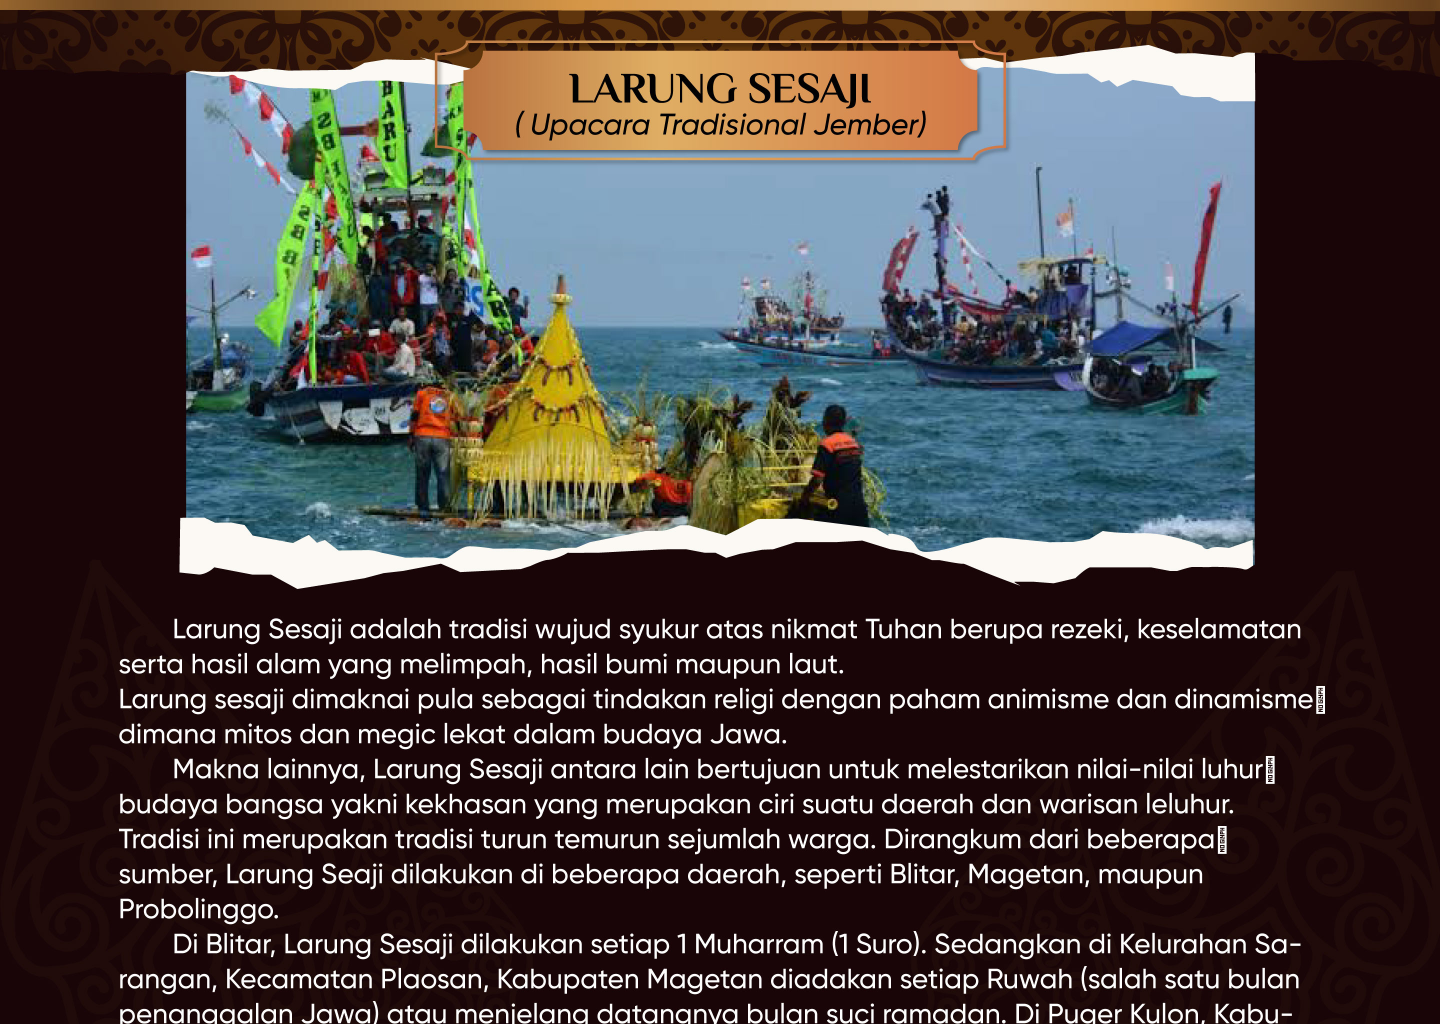 LARUNG SESAJI
( Upacara Tradisional Jember)
BARU
Larung Sesaji adalah tradisi wujud syukur atas nikmat Tuhan berupa rezeki, keselamatan
serta hasil alam yang melimpah, hasil bumi maupun laut.
Larung sesaji dimaknai pula sebagai tindakan religi dengan paham animisme dan dinamisme
dimana mitos dan megic lekat dalam budaya Jawa.
Makna lainnya, Larung Sesaji antara lain bertujuan untuk melestarikan nilai-nilai luhur
budaya bangsa yakni kekhasan yang merupakan ciri suatu daerah dan warisan leluhur.
Tradisi ini merupakan tradisi turun temurun sejumlah warga. Dirangkum dari beberapa
sumber, Larung Seaji dilakukan di beberapa daerah, seperti Blitar, Magetan, maupun
Probolinggo.
Di Blitar, Larung Sesaji dilakukan setiap 1 Muharram (1 Suro). Sedangkan di Kelurahan Sa-
rangan, Kecamatan Plaosan, Kabupaten Magetan diadakan setiap Ruwah (salah satu bulan
penanggalan Jawa) atau menjelang datangnya bulan suci ramadan. Di Puger Kulon, Kabu-